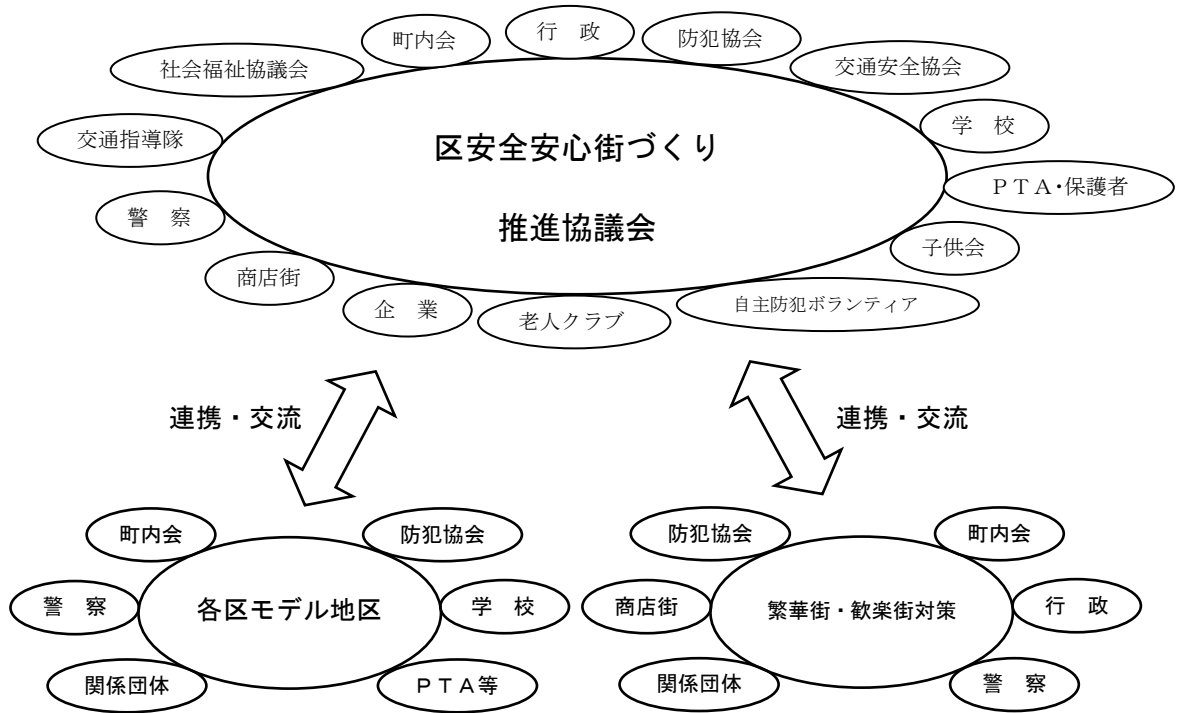 行　政
町内会
防犯協会
社会福祉協議会
交通安全協会
交通指導隊
学　校
区安全安心街づくり
推進協議会
ＰＴＡ・保護者
警　察
子供会
商店街
企　業
老人クラブ
自主防犯ボランティア
連携・交流
連携・交流
町内会
防犯協会
警　察
各区モデル地区
学　校
関係団体
ＰＴＡ等
防犯協会
町内会
商店街
繁華街・歓楽街対策
行　政
関係団体
警　察